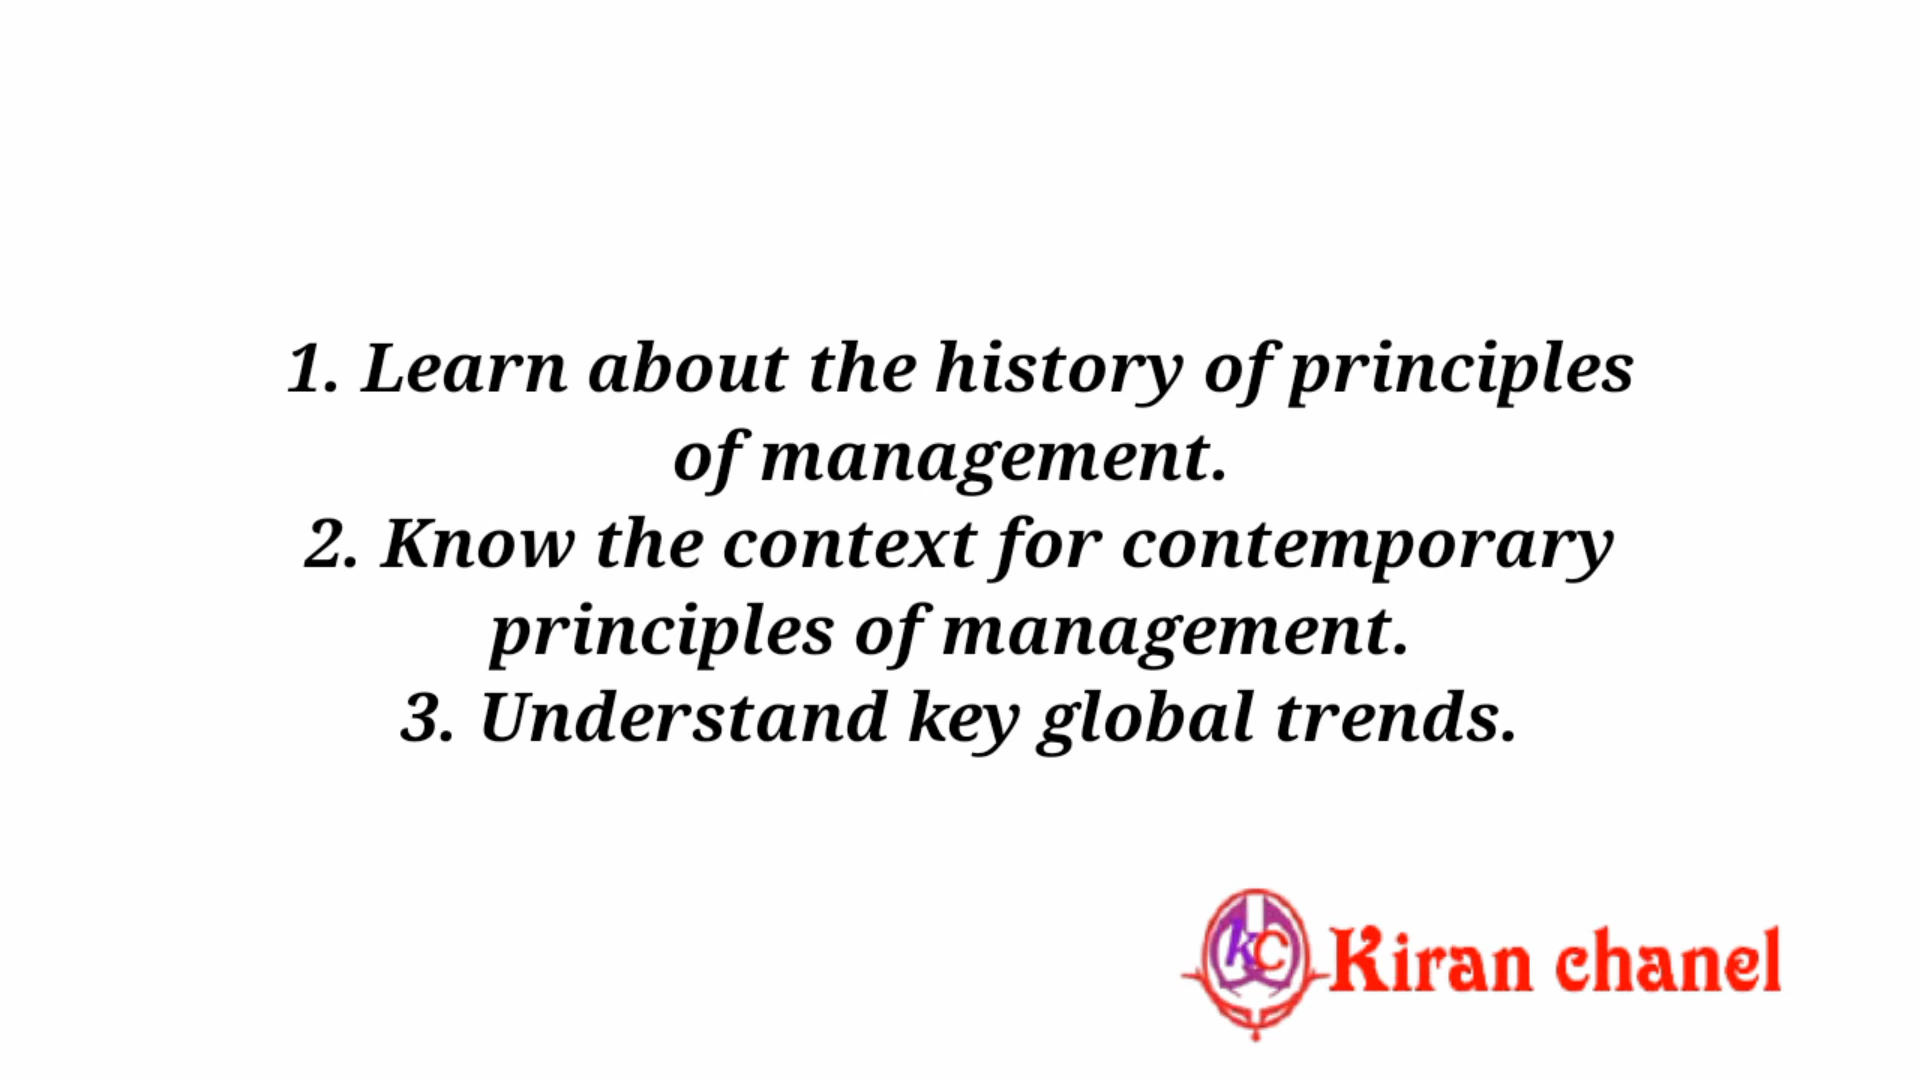 1. Learn about the history of principles
of management.
2. Know the context for contemporary
principles of management.
3. Understand key global trends.
kc Kiran chanel